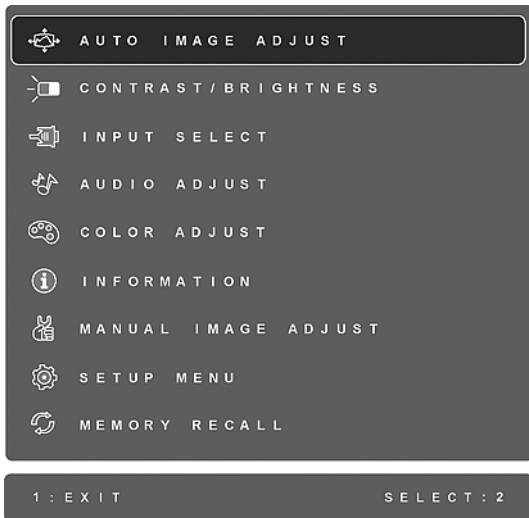 AUTO IMAGE ADJUST
CONTRAST/BRIGHTNESS
INPUT SELECT
AUDIO ADJUST
COLOR ADJUST
INFORMATION
MANUAL IMAGE ADJUST
SETUP MENU
MEMORY RECALL
1:EXIT SELECT:2